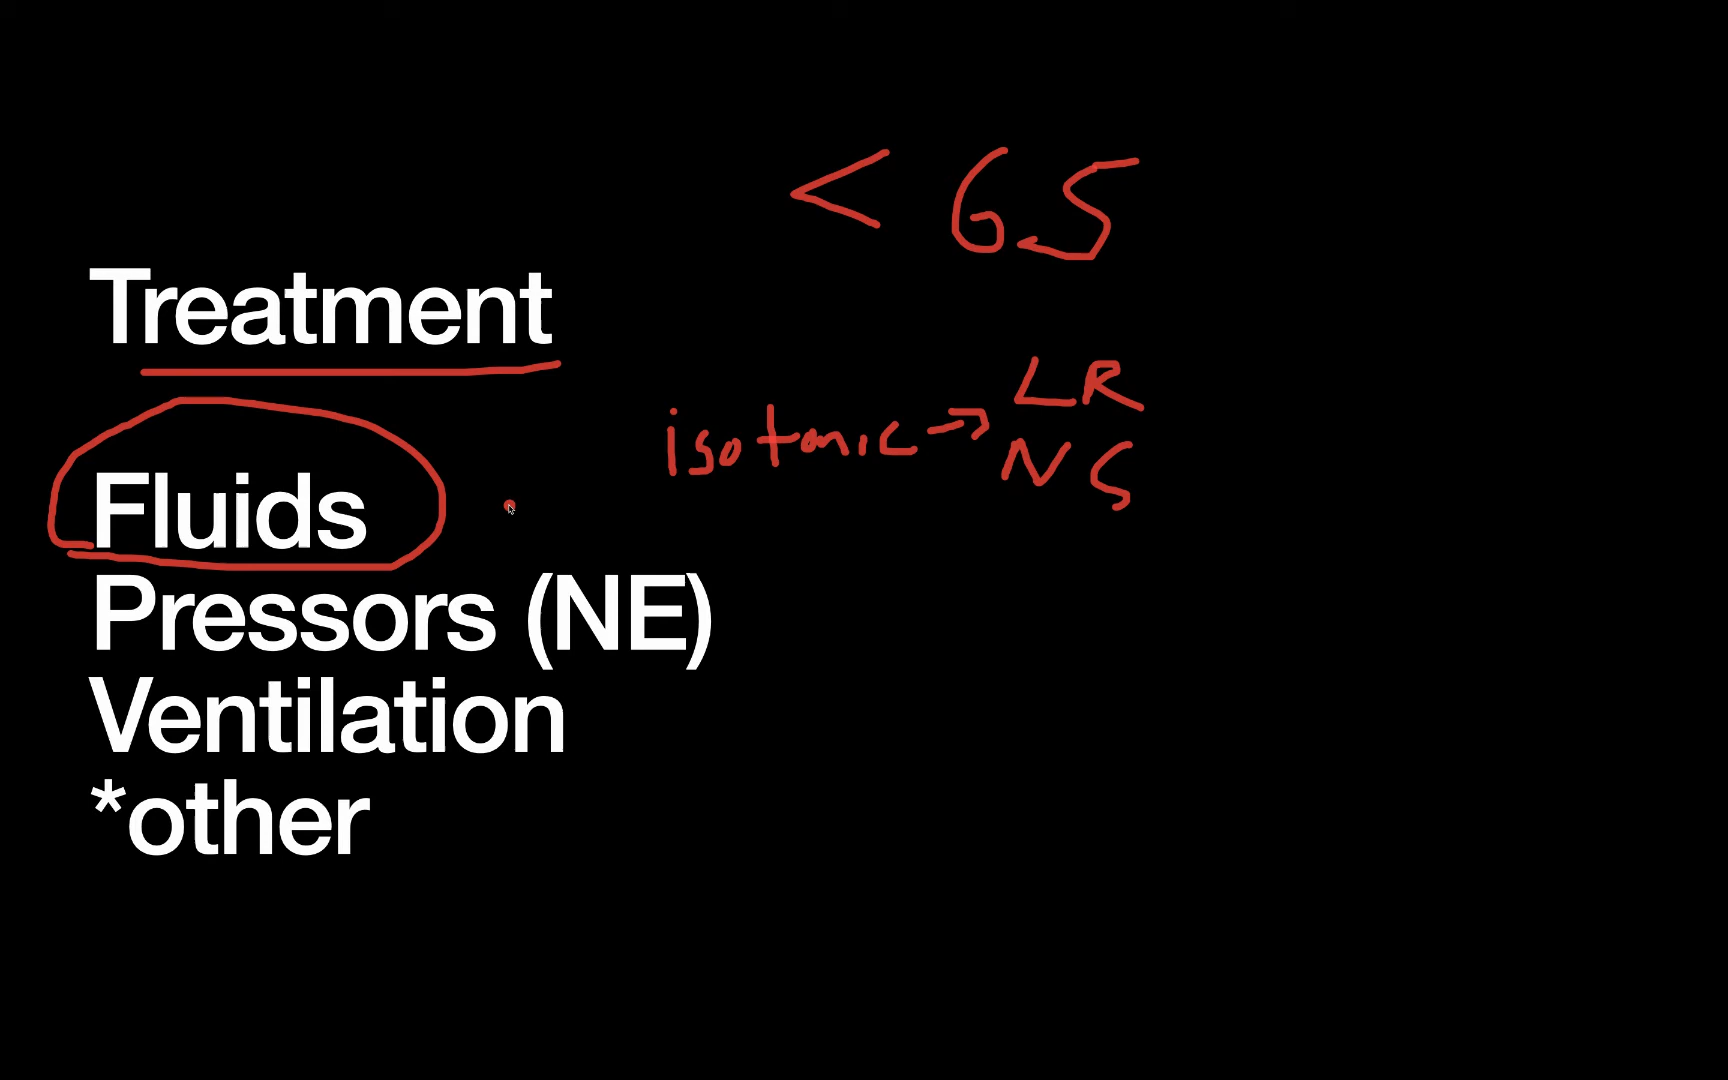 < 65
Treatment
isotonic → LR
NS
Fluids
Pressors (NE)
Ventilation
*other